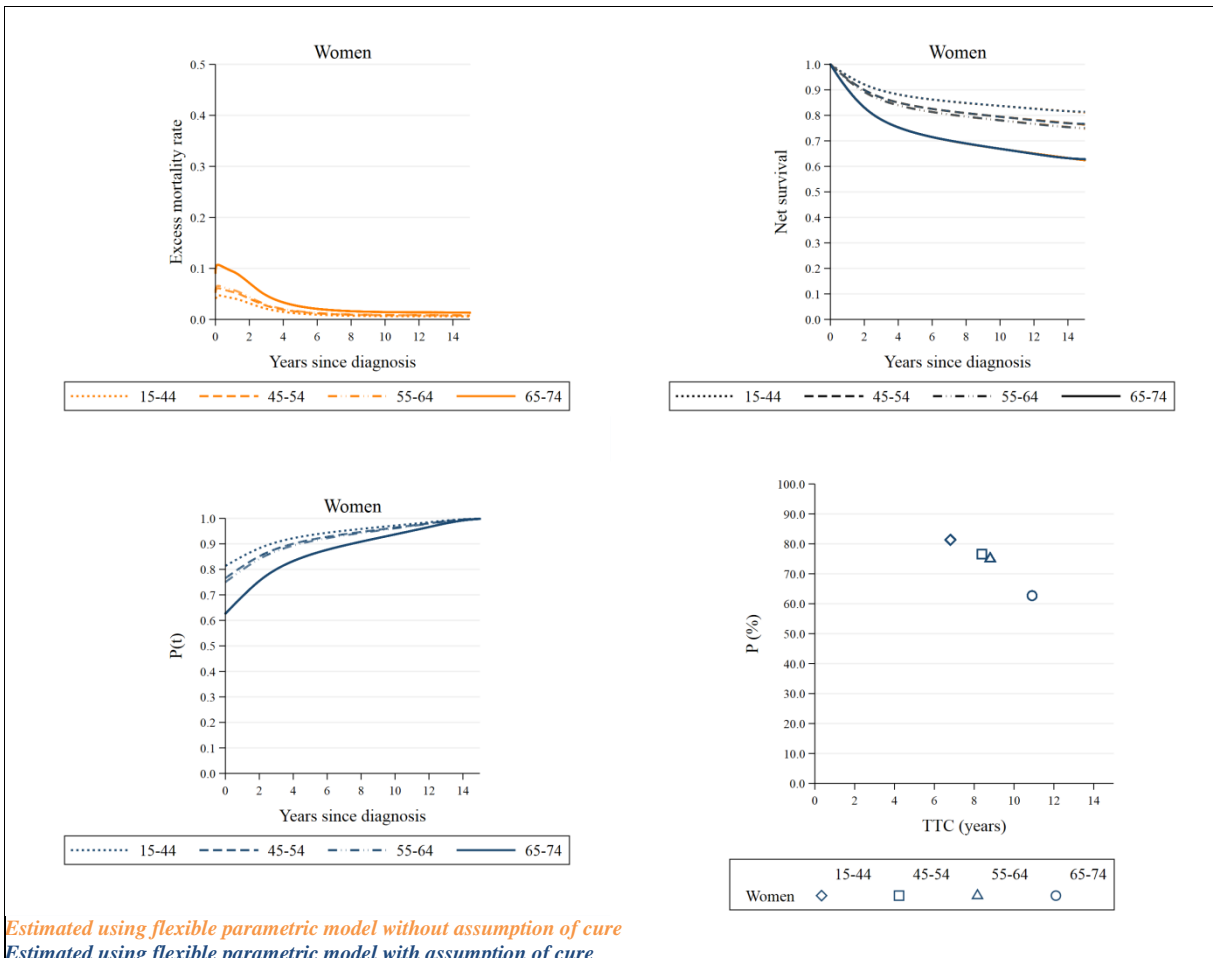 Women
0.5
0.4
0.3
0.2
0.1
0.0
Excess mortality rate
0 2 4 6 8 10 12 14
Years since diagnosis
15-44 45-54 55-64 65-74
Women
1.0
0.9
0.8
0.7
0.6
0.5
0.4
0.3
0.2
0.1
0.0
Net survival
0 2 4 6 8 10 12 14
Years since diagnosis
15-44 45-54 55-64 65-74
Women
1.0
0.9
0.8
0.7
0.6
0.5
0.4
0.3
0.2
0.1
0.0
P(t)
0 2 4 6 8 10 12 14
Years since diagnosis
15-44 45-54 55-64 65-74
100.0
90.0
80.0
70.0
60.0
50.0
40.0
30.0
20.0
10.0
0.0
P (%)
0 2 4 6 8 10 12 14
TTC (years)
15-44 45-54 55-64 65-74
Women
Estimated using flexible parametric model without assumption of cure
Estimated using flexible parametric model with assumption of cure